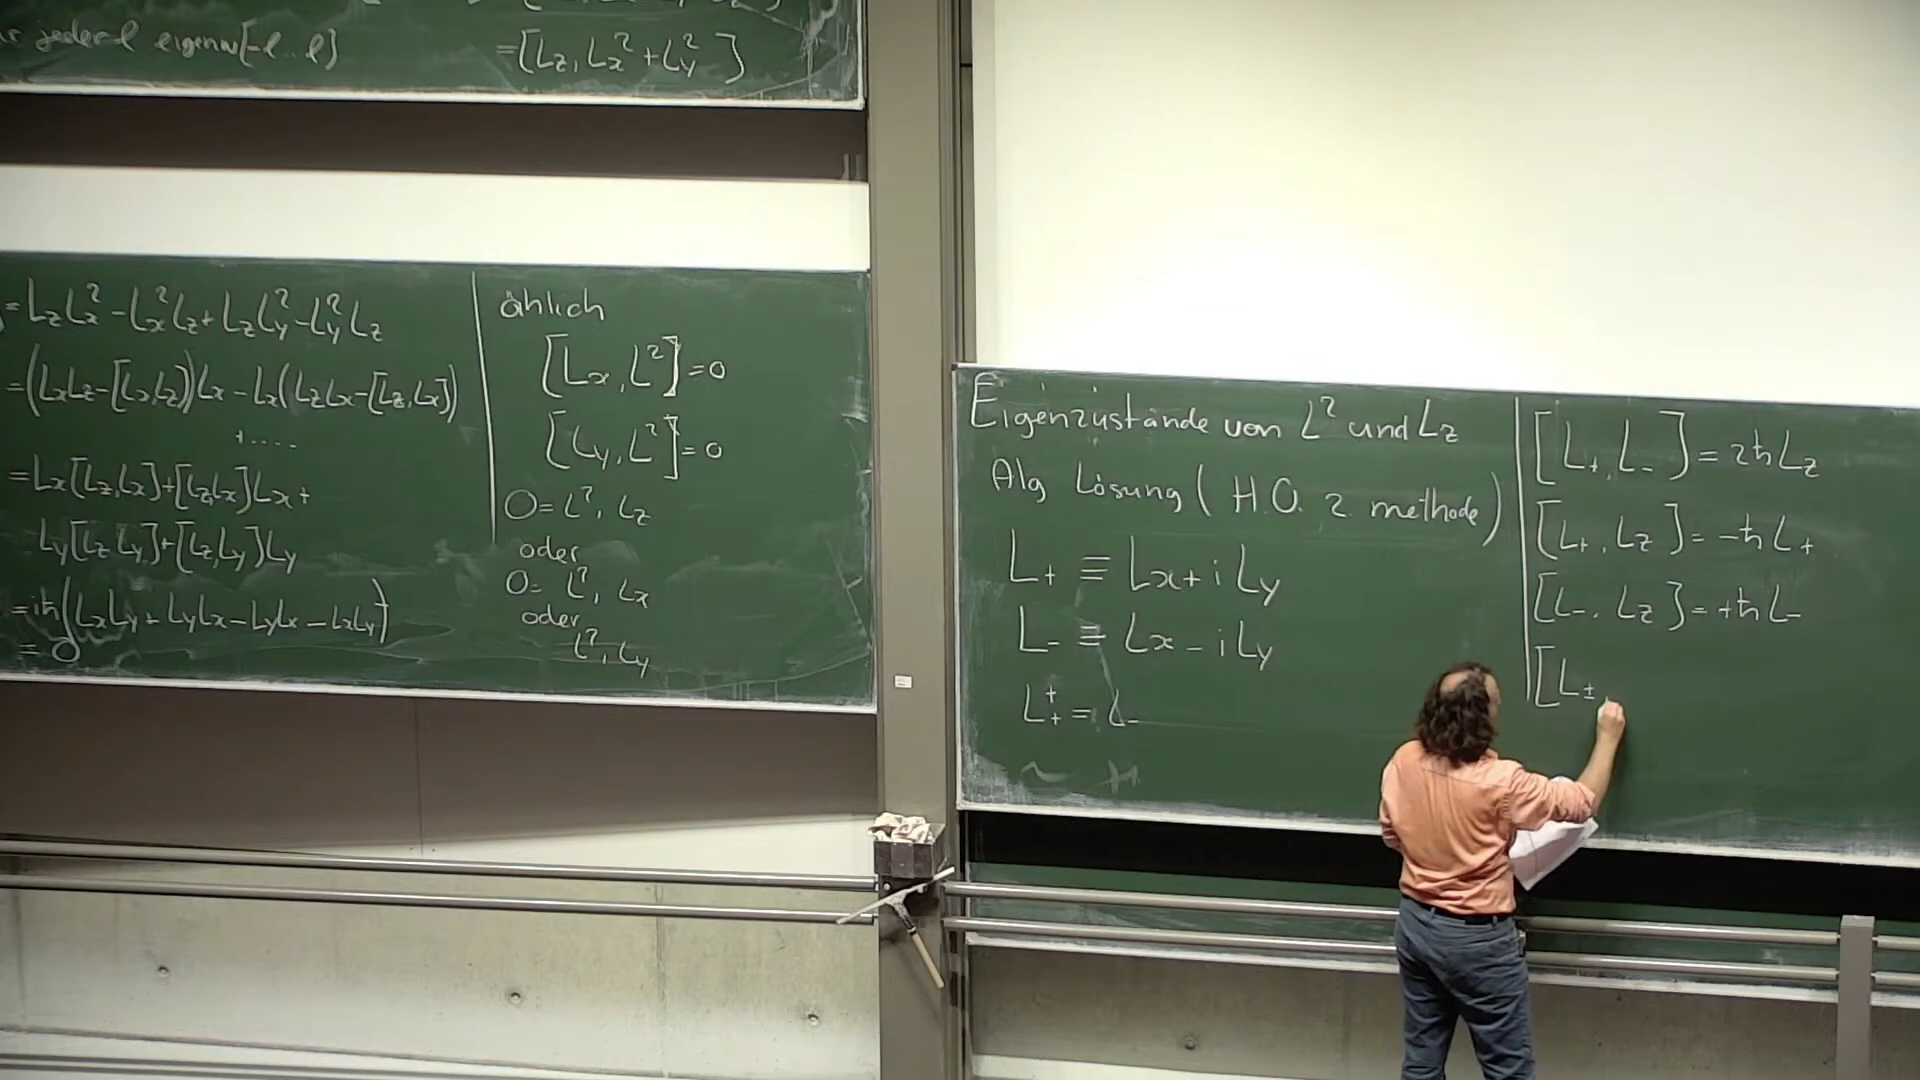 jeder l eigenw[-l..l]
=[Lz, Lx² + Ly²]
= LzLx² - Lx²Lz + LzLy² - Ly²Lz
= (LxLz - [Lx,Lz])Lx - Lx(LzLx - [Lz,Lx])
+....
= Lx[Lz,Lx] + [Lz,Lx]Lx +
Ly[Lz,Ly] + [Lz,Ly]Ly
= iħ(LxLy + LyLx - LyLx - LxLy)
= 0
ählich
[Lx, L²] = 0
[Ly, L²] = 0
O = L², Lz
oder
O = L², Lx
oder
L², Ly
Eigenzustände von L² und Lz
Alg Lösung (H.O. 2. methode)
L₊ ≡ Lx + iLy
L₋ ≡ Lx - iLy
L₊† = L₋
[L₊, L₋] = 2ħLz
[L₊, Lz] = -ħL₊
[L₋, Lz] = +ħL₋
[L±,